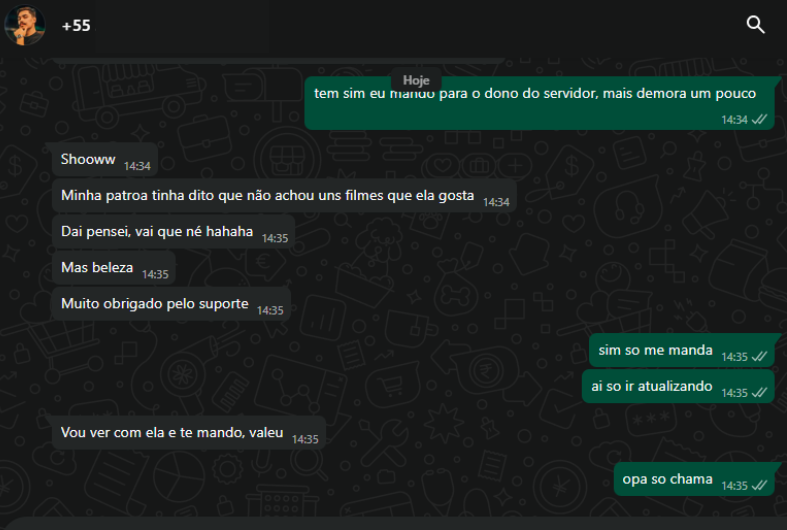 +55
Hoje
tem sim eu mando para o dono do servidor, mais demora um pouco
14:34
Shooww 14:34
Minha patroa tinha dito que não achou uns filmes que ela gosta 14:34
Dai pensei, vai que né hahaha 14:35
Mas beleza 14:35
Muito obrigado pelo suporte 14:35
sim so me manda 14:35
ai so ir atualizando 14:35
Vou ver com ela e te mando, valeu 14:35
opa so chama 14:35